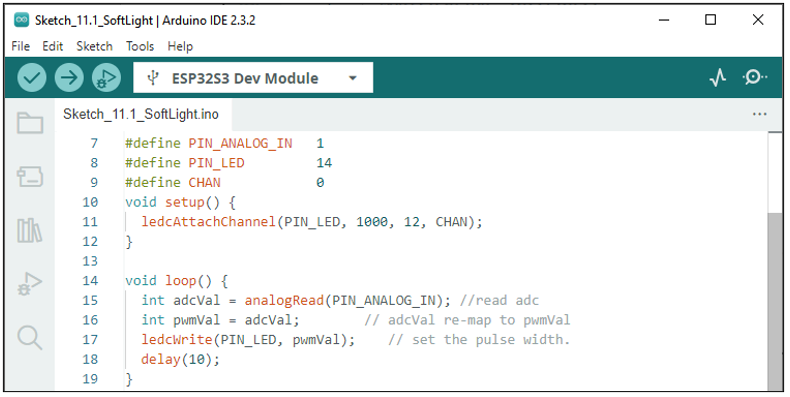 Sketch_11.1_SoftLight | Arduino IDE 2.3.2
File Edit Sketch Tools Help
ESP32S3 Dev Module
Sketch_11.1_SoftLight.ino
7 #define PIN_ANALOG_IN 1
8 #define PIN_LED 14
9 #define CHAN 0
10 void setup() {
11 ledcAttachChannel(PIN_LED, 1000, 12, CHAN);
12 }
13
14 void loop() {
15 int adcVal = analogRead(PIN_ANALOG_IN); //read adc
16 int pwmVal = adcVal; // adcVal re-map to pwmVal
17 ledcWrite(PIN_LED, pwmVal); // set the pulse width.
18 delay(10);
19 }